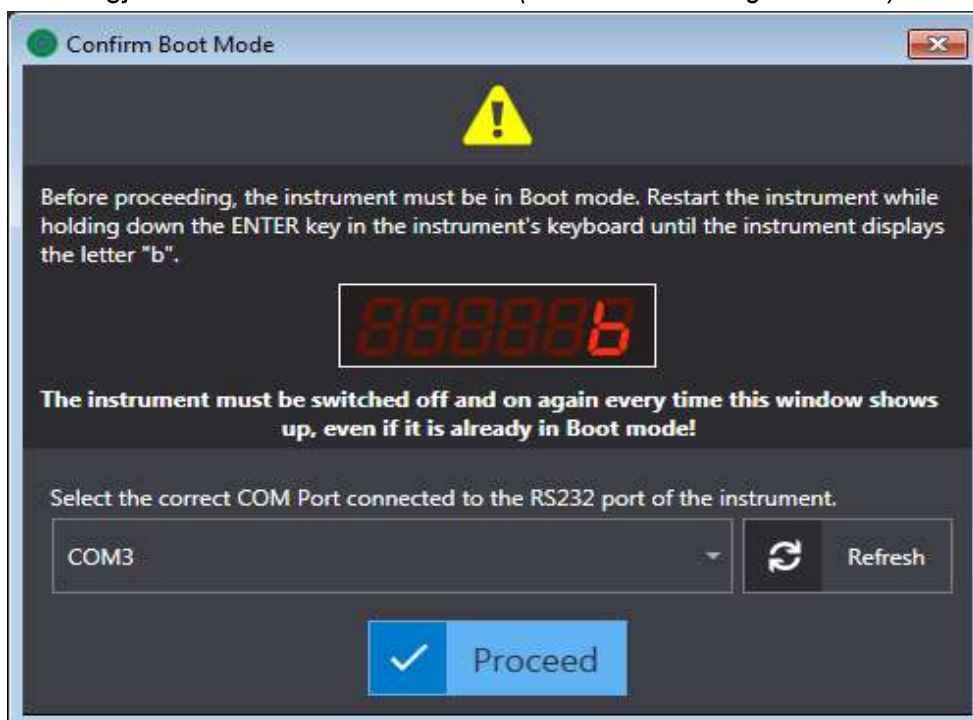 Confirm Boot Mode
Before proceeding, the instrument must be in Boot mode. Restart the instrument while
holding down the ENTER key in the instrument's keyboard until the instrument displays
the letter "b".
b
The instrument must be switched off and on again every time this window shows
up, even if it is already in Boot mode!
Select the correct COM Port connected to the RS232 port of the instrument.
COM3
Refresh
Proceed